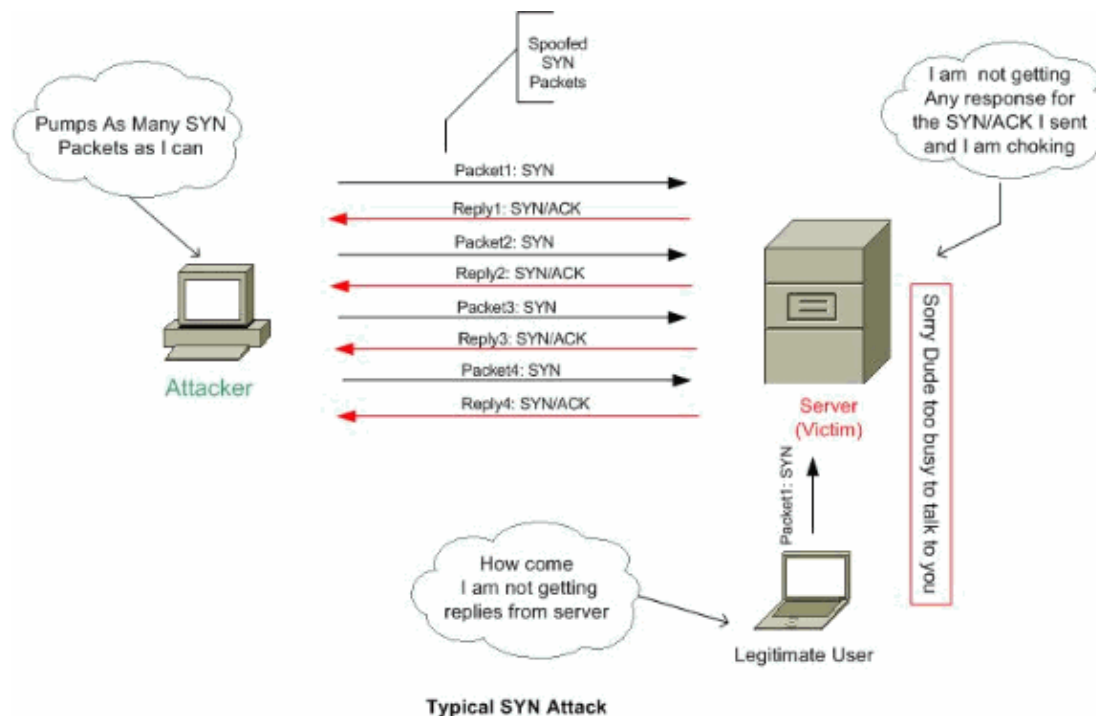 Spoofed
SYN
Packets
Pumps As Many SYN
Packets as I can
I am not getting
Any response for
the SYN/ACK I sent
and I am choking
Packet1: SYN
Reply1: SYN/ACK
Packet2: SYN
Reply2: SYN/ACK
Packet3: SYN
Reply3: SYN/ACK
Packet4: SYN
Reply4: SYN/ACK
Attacker
Server
(Victim)
Sorry Dude too busy to talk to you
Packet1: SYN
How come
I am not getting
replies from server
Legitimate User
Typical SYN Attack